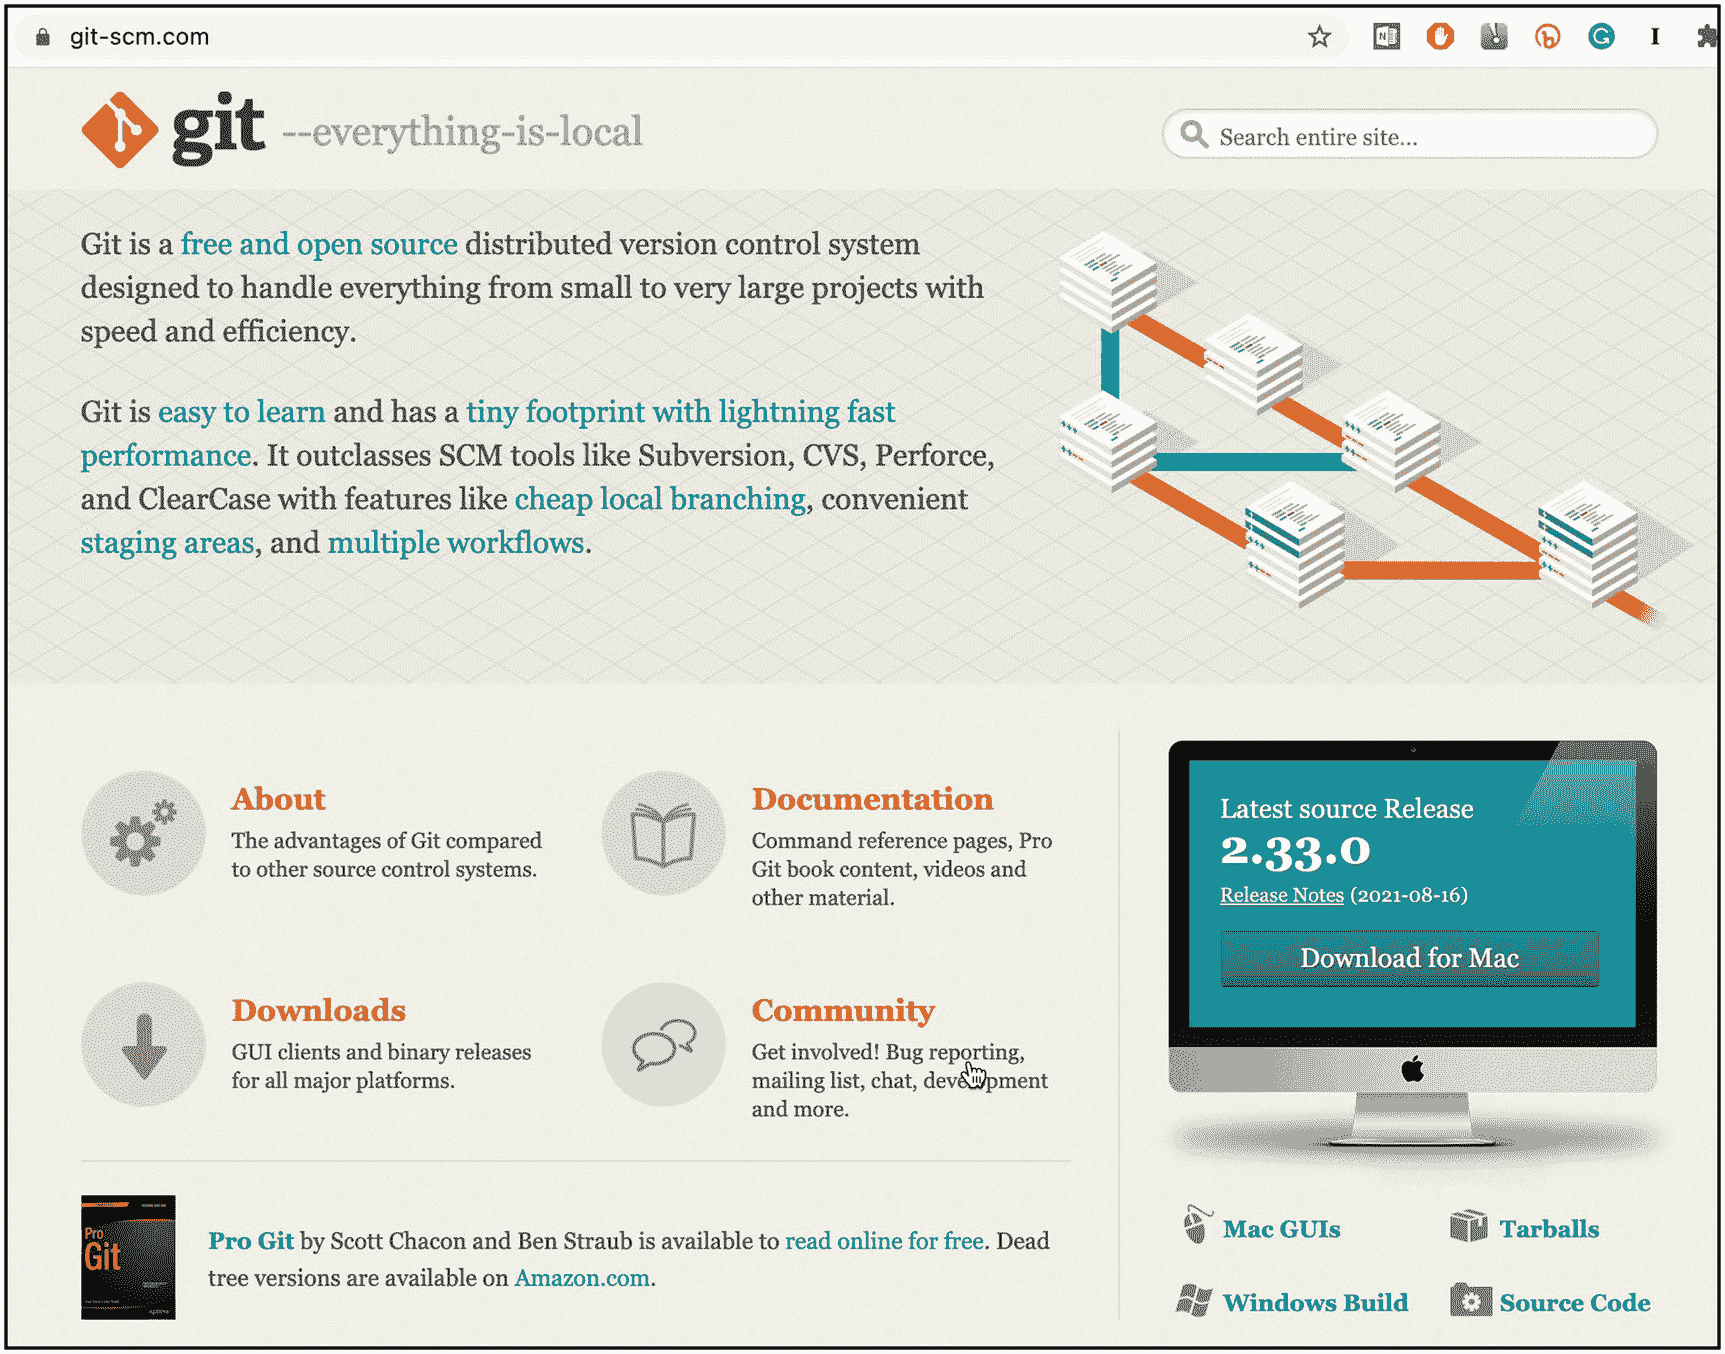 git-scm.com
git --everything-is-local
Search entire site...
Git is a free and open source distributed version control system
designed to handle everything from small to very large projects with
speed and efficiency.
Git is easy to learn and has a tiny footprint with lightning fast
performance. It outclasses SCM tools like Subversion, CVS, Perforce,
and ClearCase with features like cheap local branching, convenient
staging areas, and multiple workflows.
About
The advantages of Git compared
to other source control systems.
Documentation
Command reference pages, Pro
Git book content, videos and
other material.
Downloads
GUI clients and binary releases
for all major platforms.
Community
Get involved! Bug reporting,
mailing list, chat, development
and more.
Latest source Release
2.33.0
Release Notes (2021-08-16)
Download for Mac
Pro
Git
Pro Git by Scott Chacon and Ben Straub is available to read online for free. Dead
tree versions are available on Amazon.com.
Mac GUIs
Tarballs
Windows Build
Source Code